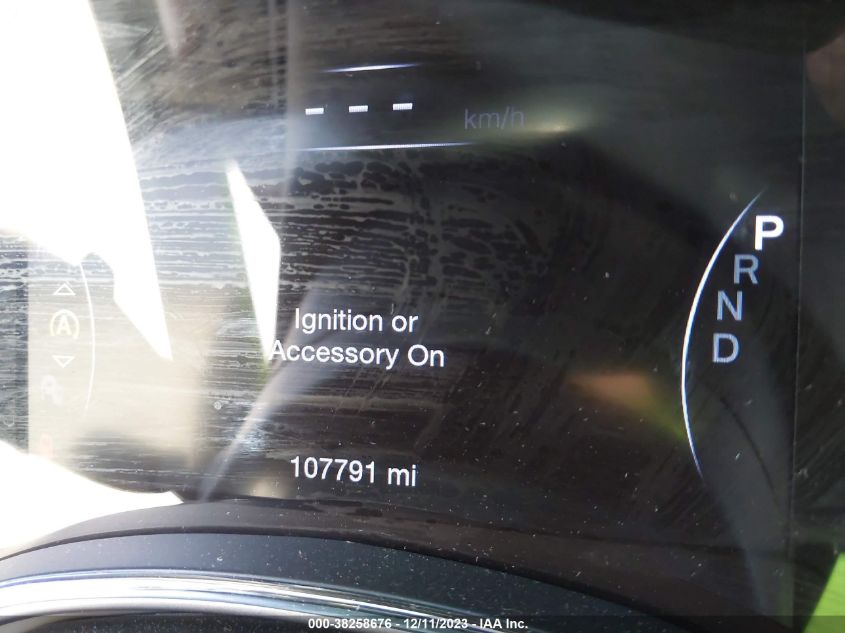 --- km/h
P
R
N
D
A
Ignition or
Accessory On
107791 mi
000-38258676 - 12/11/2023 - IAA Inc.